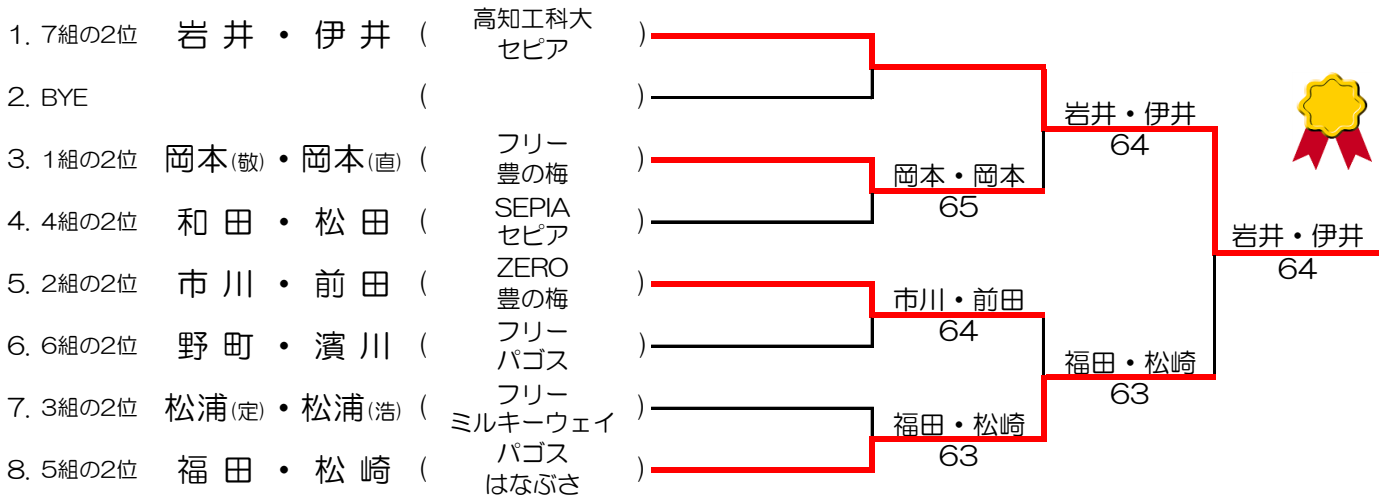 1. 7組の2位 岩 井 ・ 伊 井 ( 高知工科大 セピア )
2. BYE ( )
3. 1組の2位 岡本(敬) ・ 岡本(直) ( フリー 豊の梅 )
4. 4組の2位 和 田 ・ 松 田 ( SEPIA セピア )
5. 2組の2位 市 川 ・ 前 田 ( ZERO 豊の梅 )
6. 6組の2位 野 町 ・ 濱 川 ( フリー パゴス )
7. 3組の2位 松浦(定) ・ 松浦(浩) ( フリー ミルキーウェイ )
8. 5組の2位 福 田 ・ 松 崎 ( パゴス はなぶさ )
岡本・岡本
65
市川・前田
64
福田・松崎
63
岩井・伊井
64
福田・松崎
63
岩井・伊井
64